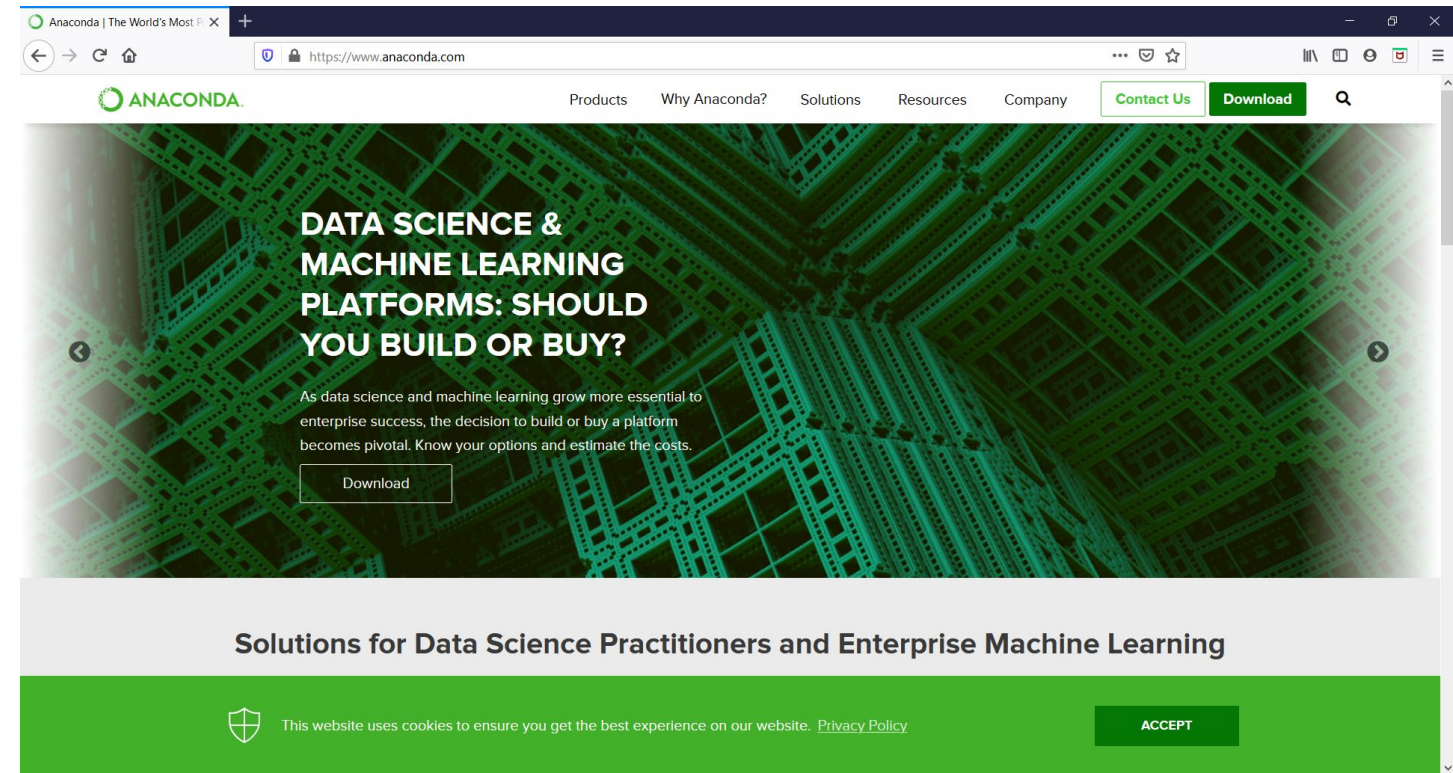 Anaconda | The World's Most P
https://www.anaconda.com
ANACONDA.
Products Why Anaconda? Solutions Resources Company Contact Us Download
DATA SCIENCE &
MACHINE LEARNING
PLATFORMS: SHOULD
YOU BUILD OR BUY?
As data science and machine learning grow more essential to
enterprise success, the decision to build or buy a platform
becomes pivotal. Know your options and estimate the costs.
Download
Solutions for Data Science Practitioners and Enterprise Machine Learning
This website uses cookies to ensure you get the best experience on our website. Privacy Policy
ACCEPT